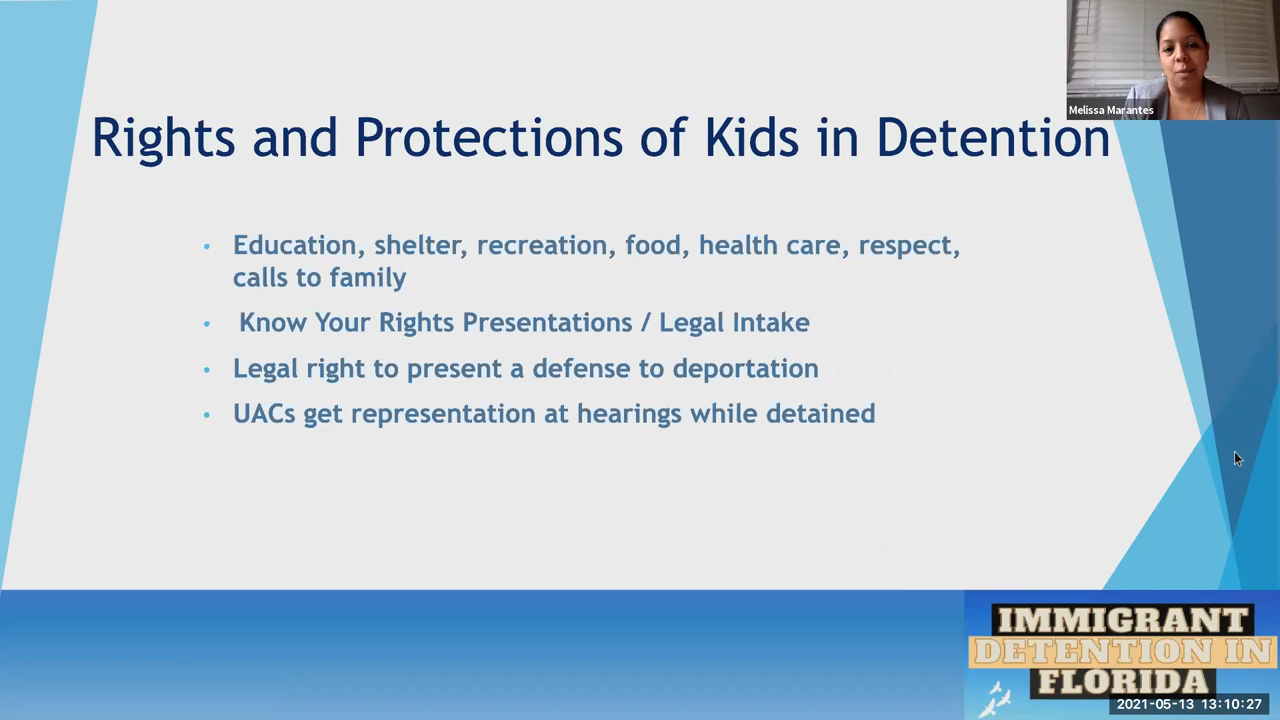 Melissa Marantes
Rights and Protections of Kids in Detention
• Education, shelter, recreation, food, health care, respect,
calls to family
• Know Your Rights Presentations / Legal Intake
• Legal right to present a defense to deportation
• UACs get representation at hearings while detained
IMMIGRANT
DETENTION IN
FLORIDA
2021-05-13 13:10:27